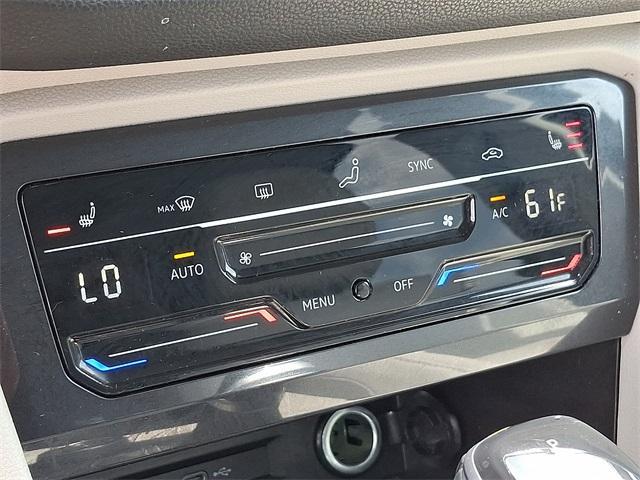 MAX
SYNC
LO
AUTO
A/C
61F
MENU
OFF
P